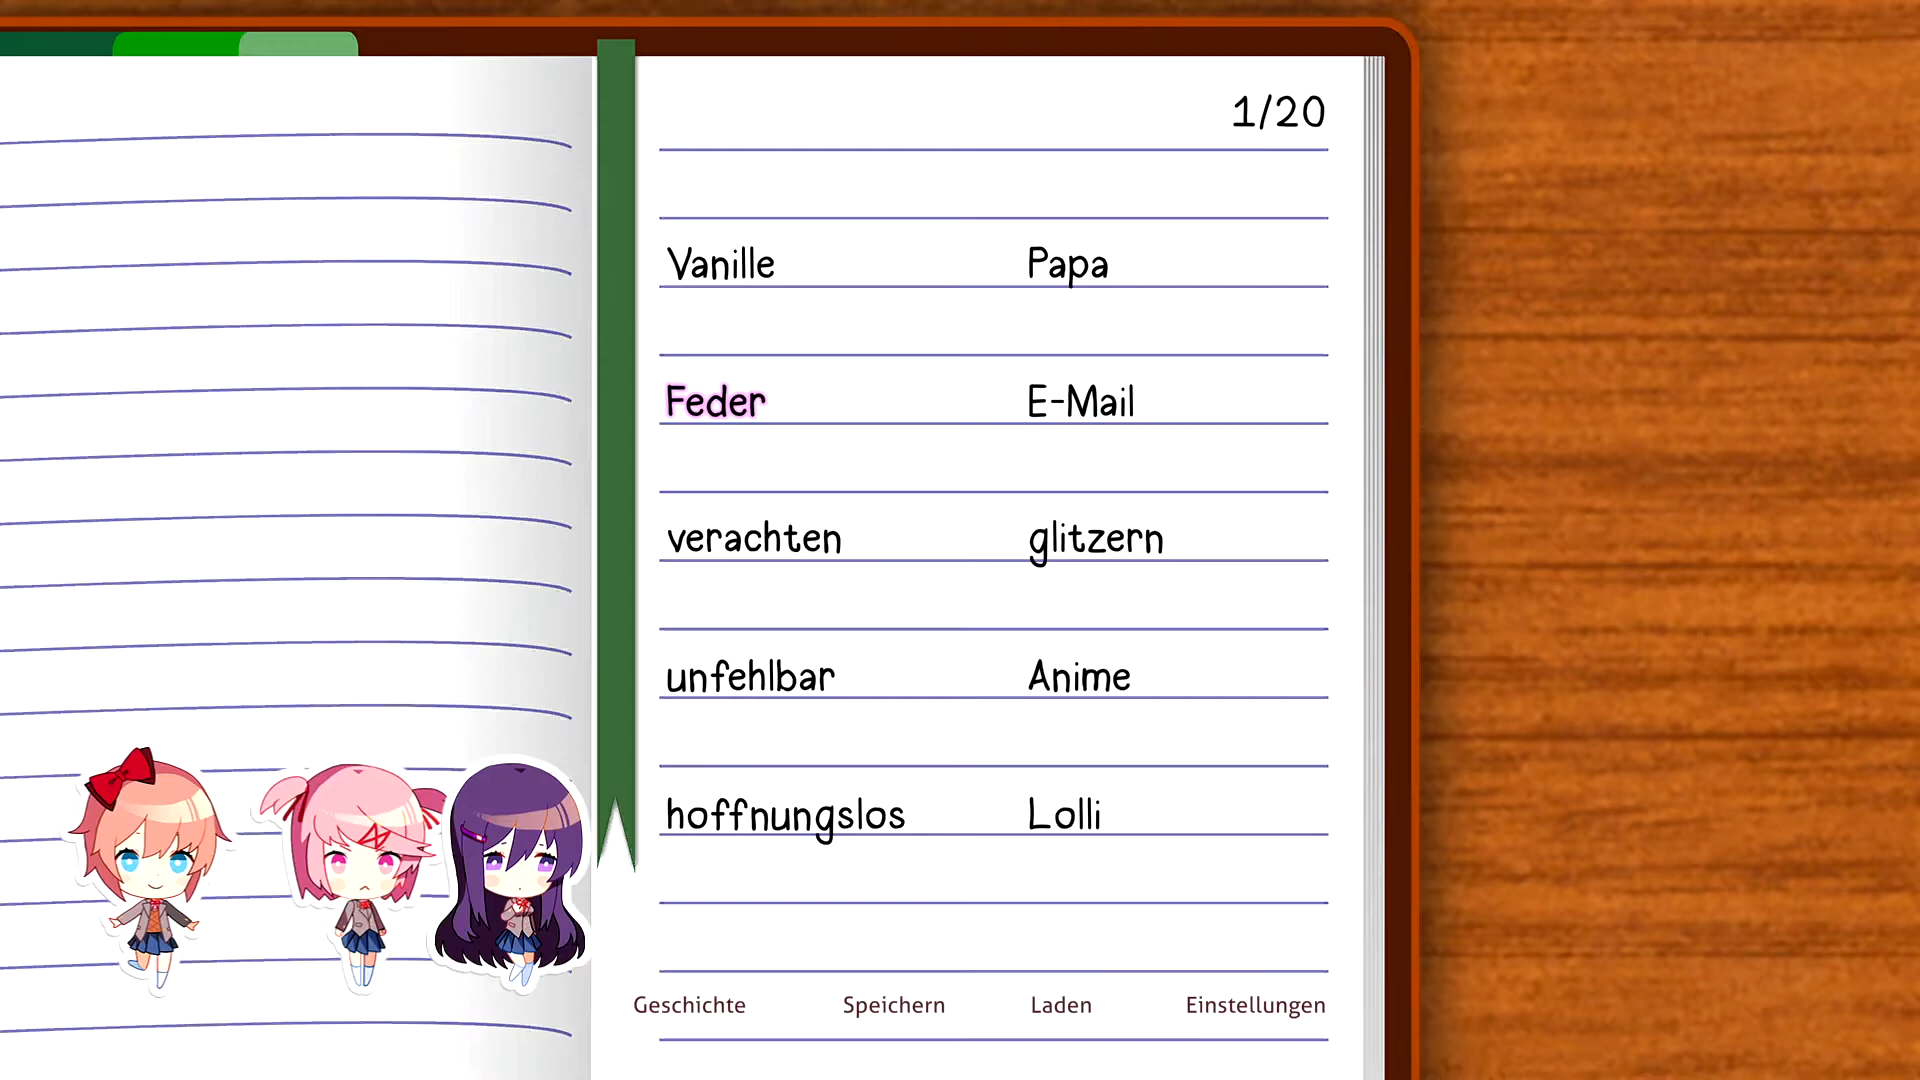 1/20
Vanille Papa
Feder E-Mail
verachten glitzern
unfehlbar Anime
hoffnungslos Lolli
Geschichte Speichern Laden Einstellungen